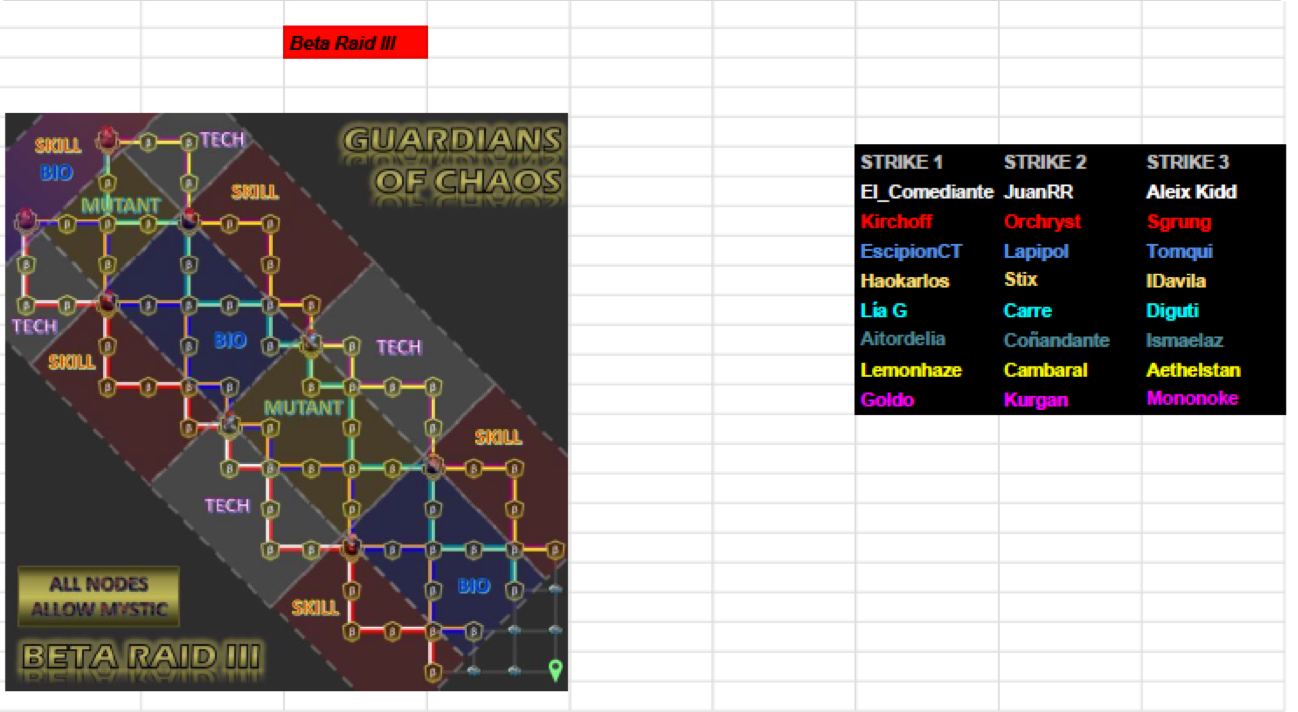 Beta Raid III
GUARDIANS
OF CHAOS
SKILL
TECH
BIO
MUTANT
SKILL
TECH
BIO
SKILL
TECH
MUTANT
SKILL
TECH
BIO
SKILL
ALL NODES
ALLOW MYSTIC
BETA RAID III
STRIKE 1 STRIKE 2 STRIKE 3
El_Comediante JuanRR Aleix Kidd
Kirchoff Orchryst Sgrung
EscipionCT Lapipol Tomqui
Haokarlos Stix IDavila
Lía G Carre Diguti
Aitordelia Coñandante Ismaelaz
Lemonhaze Cambaral Aethelstan
Goldo Kurgan Mononoke